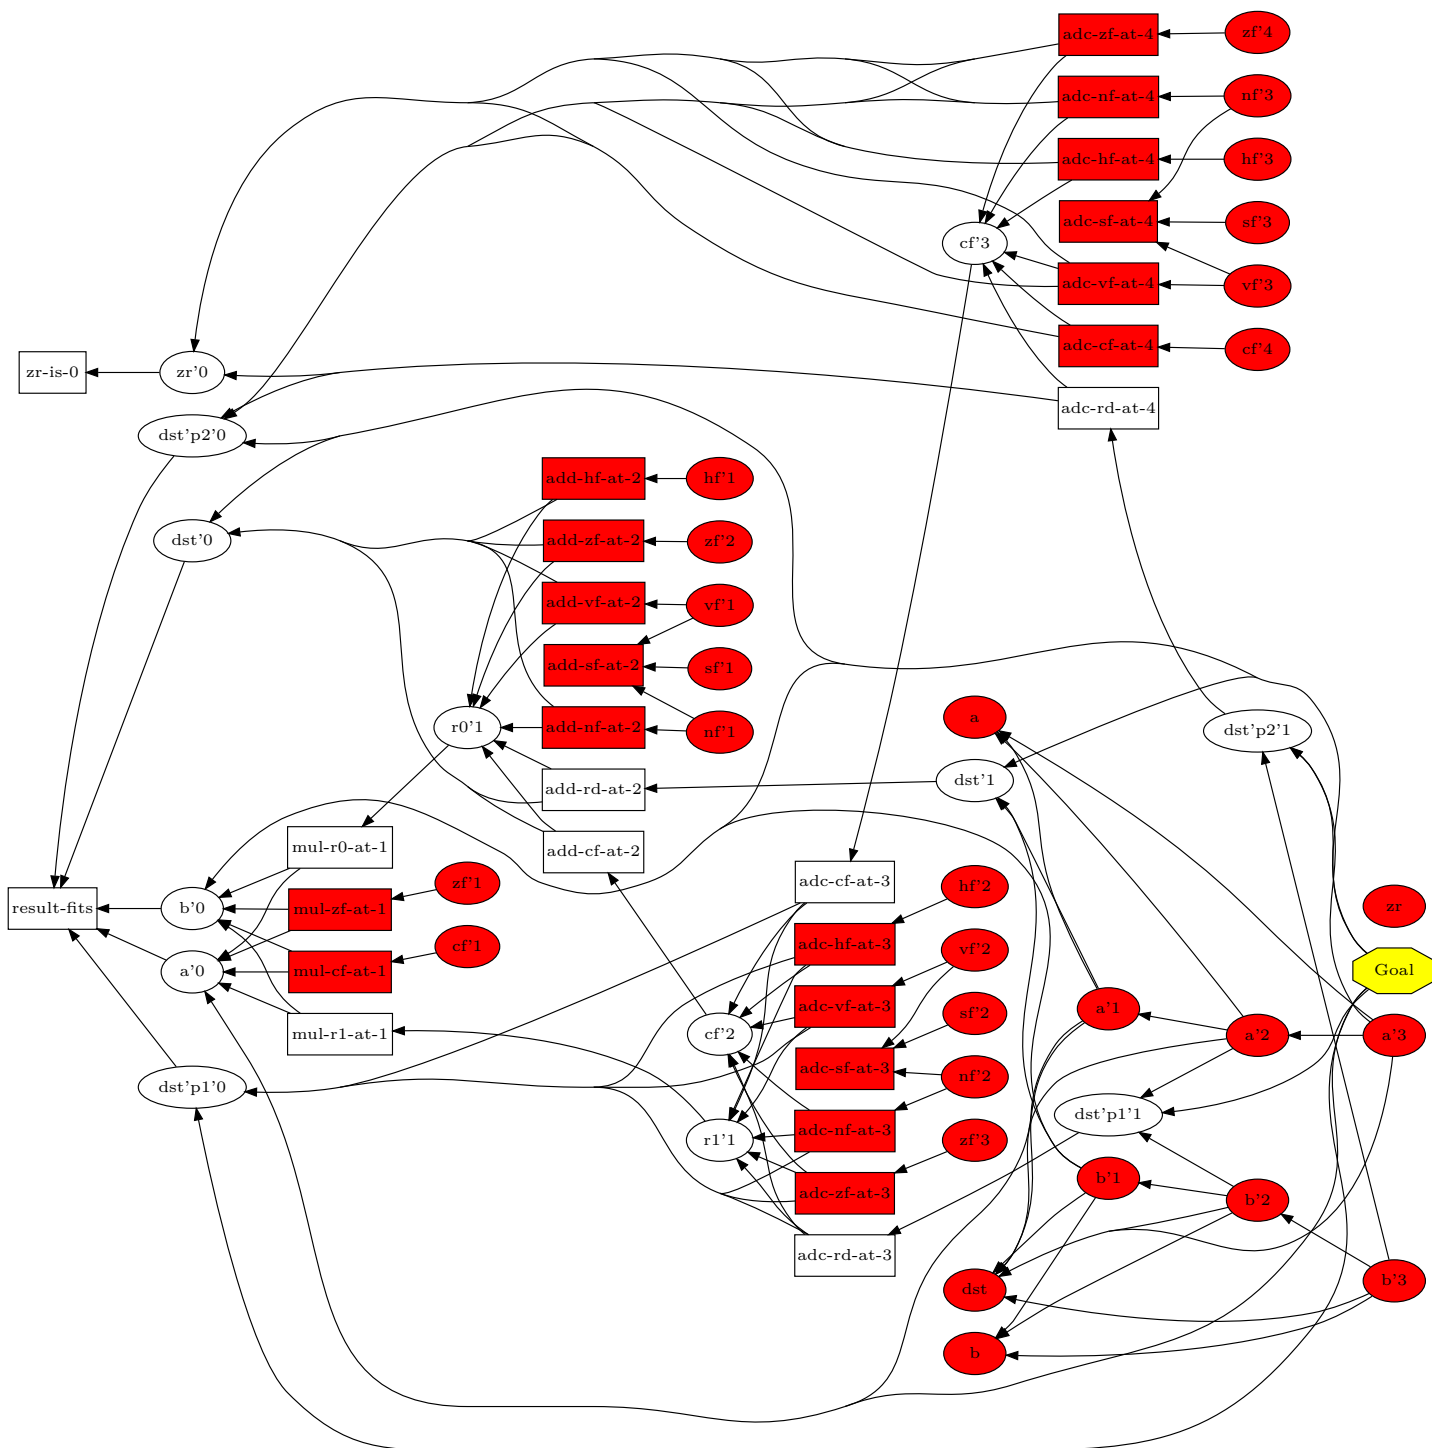 adc-zf-at-4
zf'4
adc-nf-at-4
nf'3
adc-hf-at-4
hf'3
adc-sf-at-4
sf'3
cf'3
adc-vf-at-4
vf'3
adc-cf-at-4
cf'4
zr-is-0
zr'0
adc-rd-at-4
dst'p2'0
add-hf-at-2
hf'1
dst'0
add-zf-at-2
zf'2
add-vf-at-2
vf'1
add-sf-at-2
sf'1
r0'1
add-nf-at-2
nf'1
a
dst'p2'1
add-rd-at-2
dst'1
mul-r0-at-1
add-cf-at-2
adc-cf-at-3
zf'1
hf'2
result-fits
b'0
mul-zf-at-1
zr
cf'1
adc-hf-at-3
vf'2
a'0
mul-cf-at-1
Goal
adc-vf-at-3
a'1
sf'2
mul-r1-at-1
cf'2
a'2
a'3
adc-sf-at-3
nf'2
dst'p1'0
dst'p1'1
adc-nf-at-3
r1'1
zf'3
b'1
adc-zf-at-3
b'2
adc-rd-at-3
b'3
dst
b